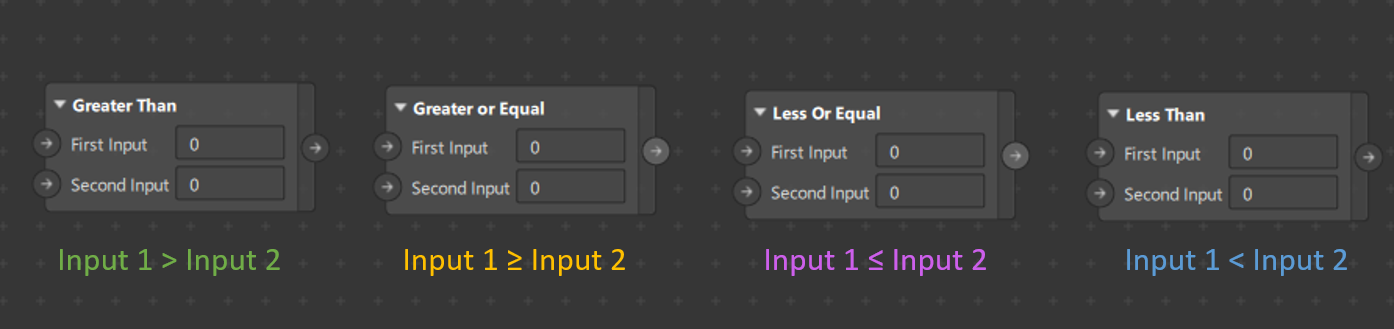 Greater Than
First Input 0
Second Input 0
Input 1 > Input 2
Greater or Equal
First Input 0
Second Input 0
Input 1 ≥ Input 2
Less Or Equal
First Input 0
Second Input 0
Input 1 ≤ Input 2
Less Than
First Input 0
Second Input 0
Input 1 < Input 2